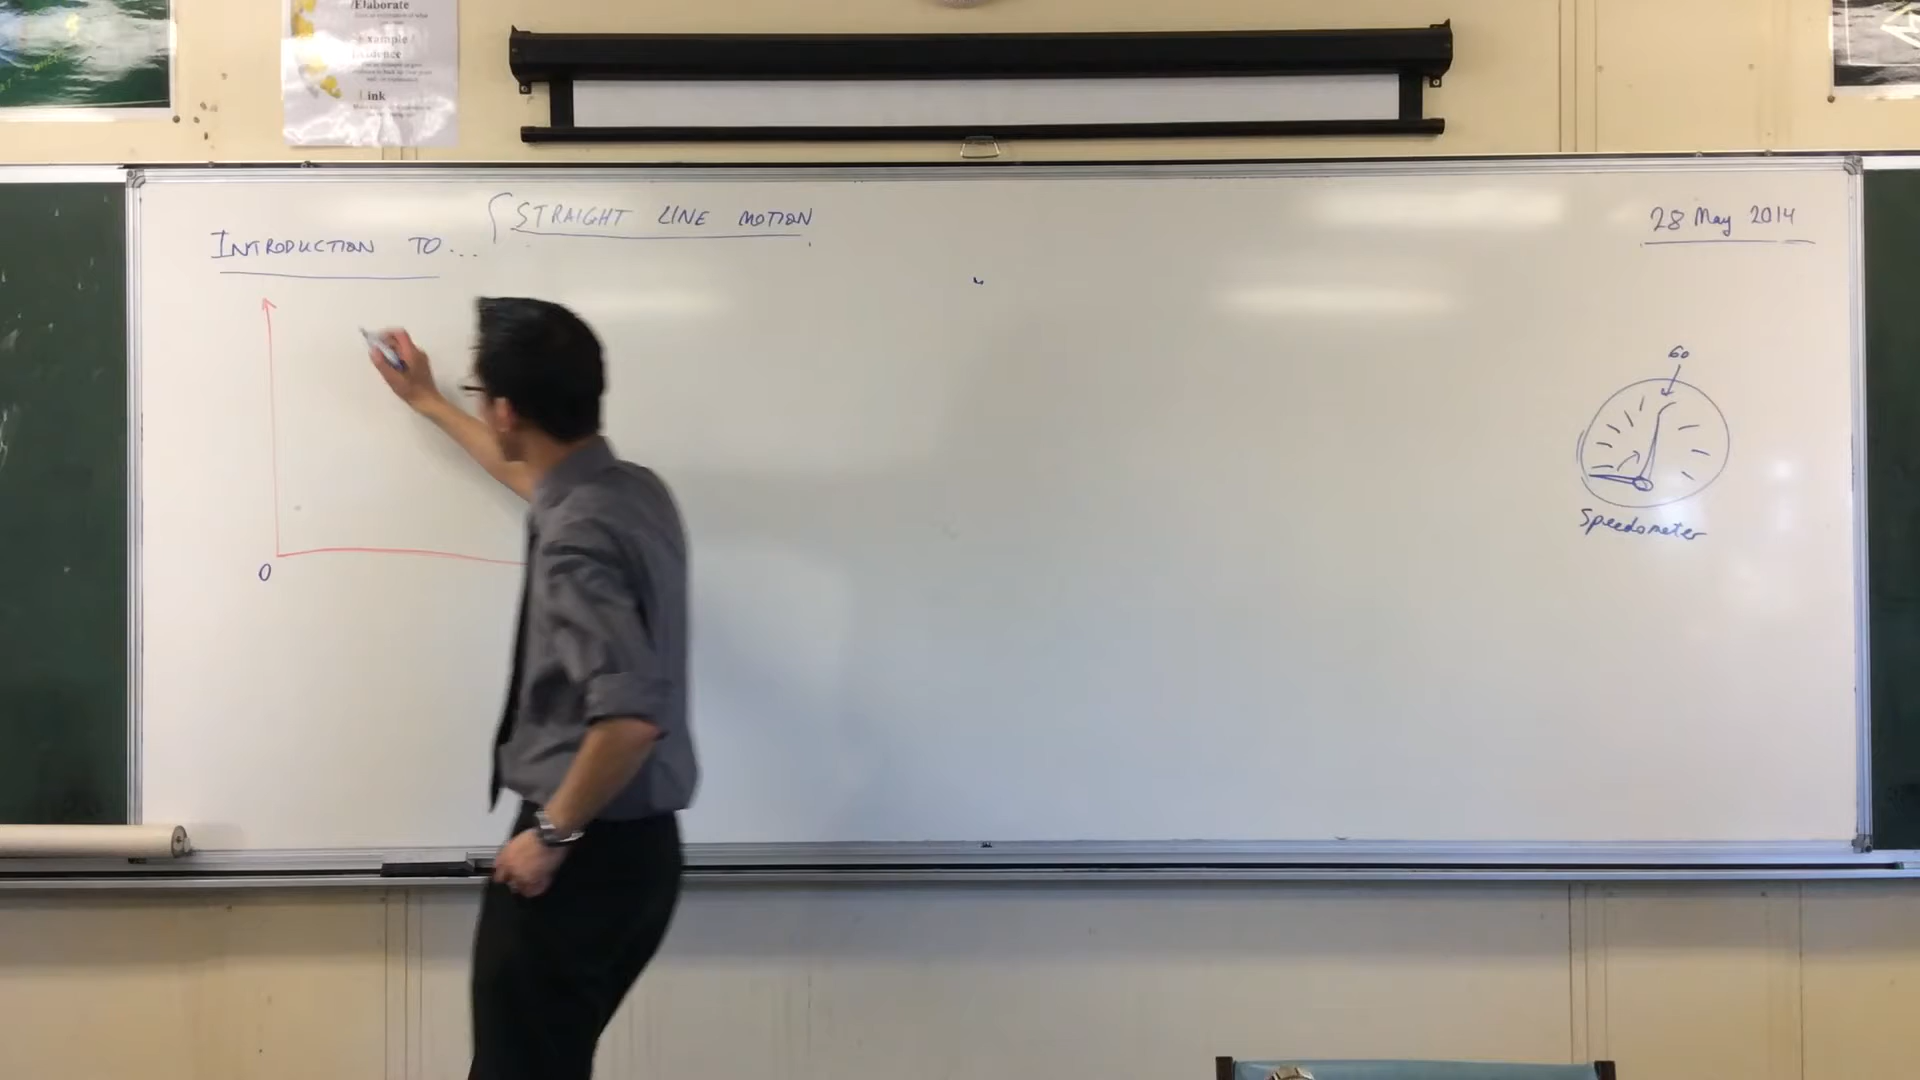 Elaborate
Example /
Evidence
Link
STRAIGHT LINE MOTION
INTRODUCTION TO...
28 May 2014
60
Speedometer
0